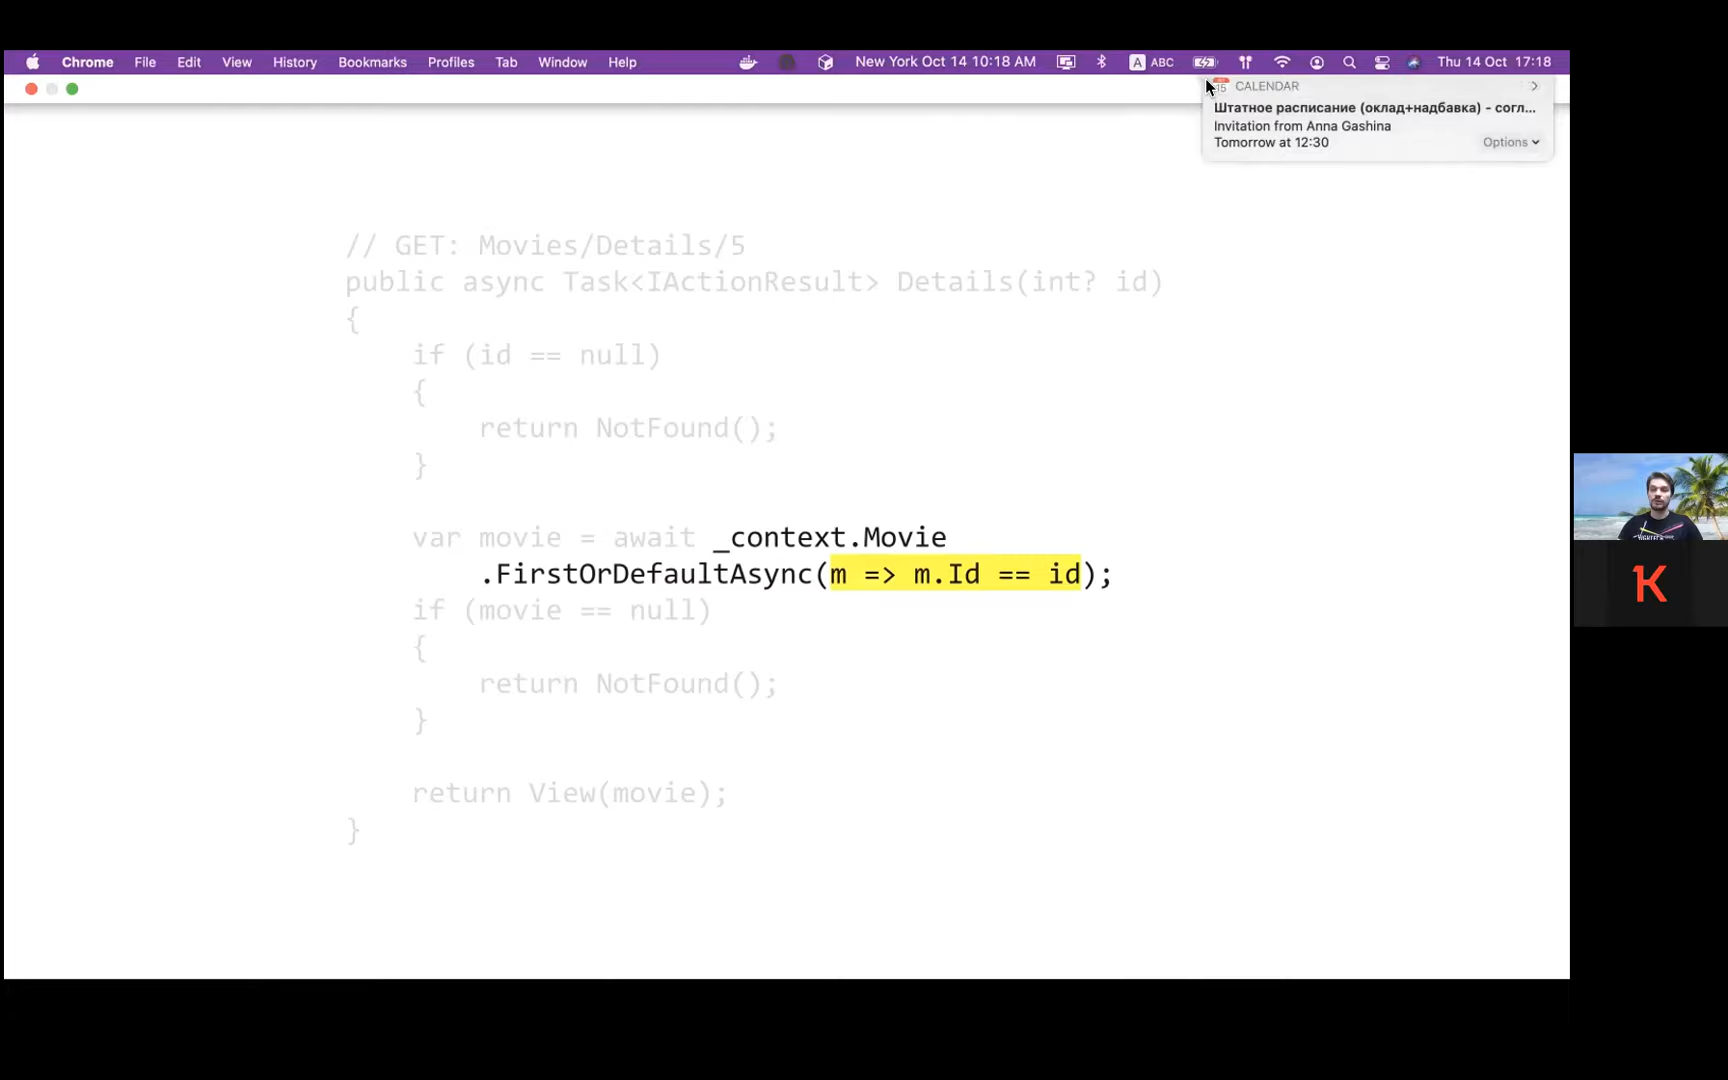 Chrome File Edit View History Bookmarks Profiles Tab Window Help New York Oct 14 10:18 AM A ABC Thu 14 Oct 17:18
15 CALENDAR
Штатное расписание (оклад+надбавка) - согл...
Invitation from Anna Gashina
Tomorrow at 12:30 Options
// GET: Movies/Details/5
public async Task<IActionResult> Details(int? id)
{
if (id == null)
{
return NotFound();
}
var movie = await _context.Movie
.FirstOrDefaultAsync(m => m.Id == id);
if (movie == null)
{
return NotFound();
}
return View(movie);
}
K